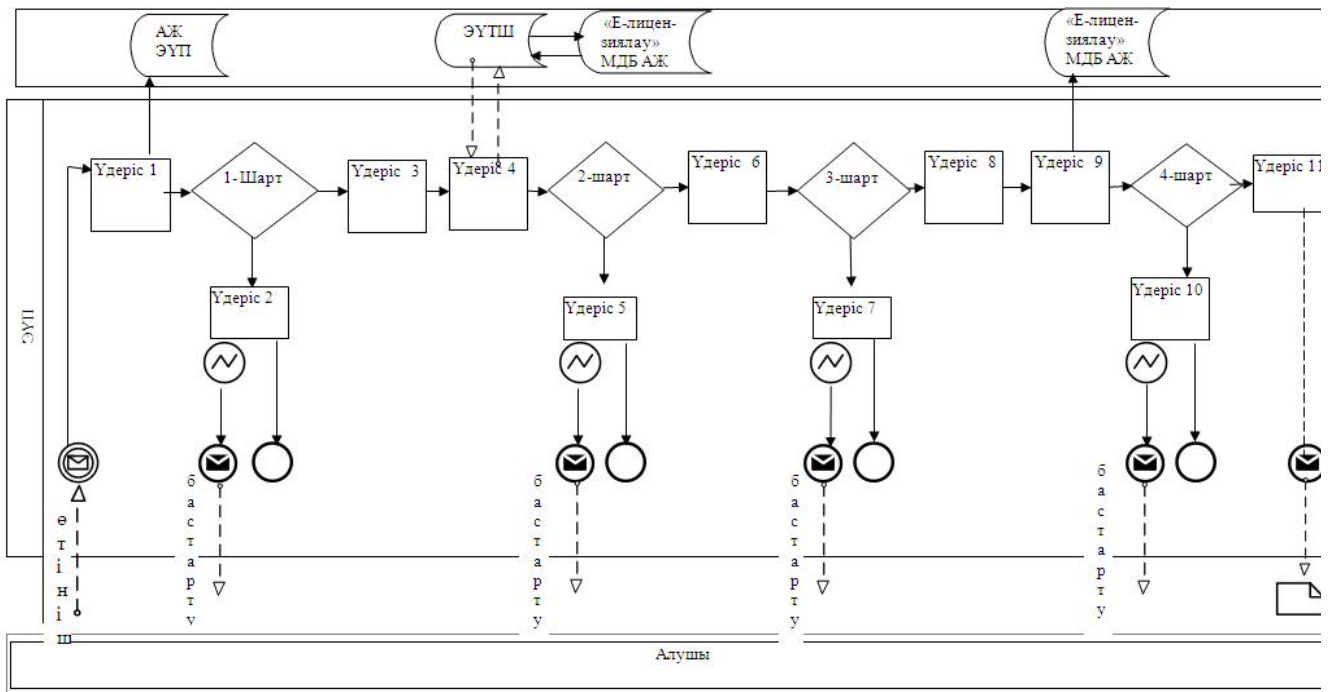 АЖ
ЭҮП
ЭҮТШ
«Е-лицен-
зиялау»
МДБ АЖ
«Е-лицен-
зиялау»
МДБ АЖ
ЭҮП
Үдеріс 1
1-Шарт
Үдеріс 3
Үдеріс 4
2-шарт
Үдеріс 6
3-шарт
Үдеріс 8
Үдеріс 9
4-шарт
Үдеріс 11
Үдеріс 2
Үдеріс 5
Үдеріс 7
Үдеріс 10
өтініш
бастарту
бастарту
бастарту
бастарту
Алушы